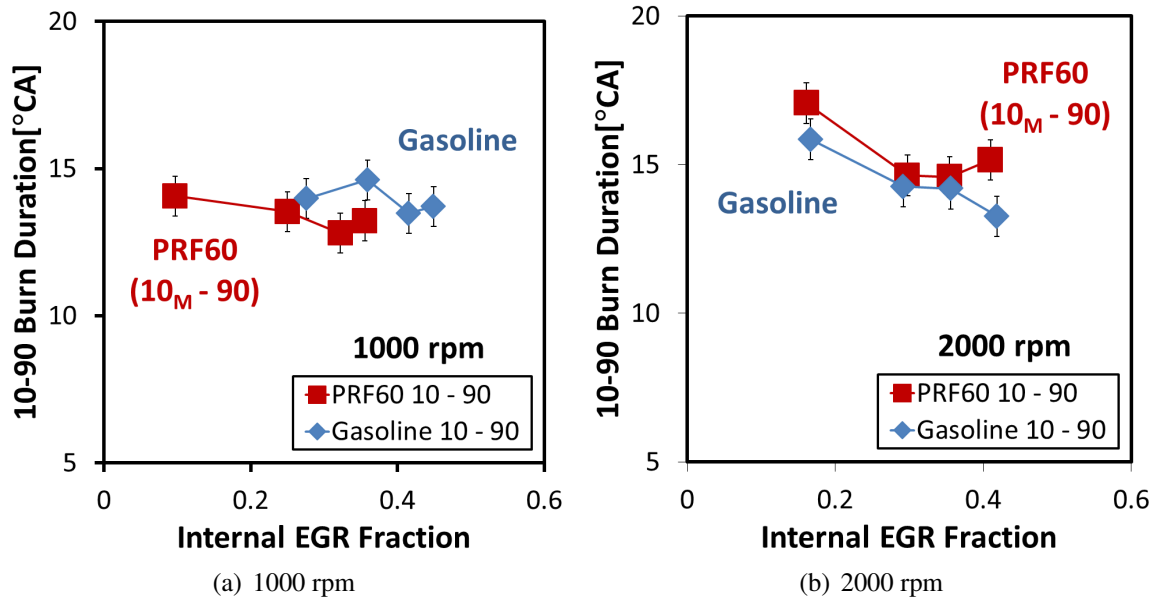 20
15
10
5
0
0.2
0.4
0.6
10-90 Burn Duration[°CA]
Internal EGR Fraction
Gasoline
PRF60
(10M - 90)
1000 rpm
PRF60 10 - 90
Gasoline 10 - 90
(a) 1000 rpm
20
15
10
5
0
0.2
0.4
0.6
10-90 Burn Duration[°CA]
Internal EGR Fraction
PRF60
(10M - 90)
Gasoline
2000 rpm
PRF60 10 - 90
Gasoline 10 - 90
(b) 2000 rpm